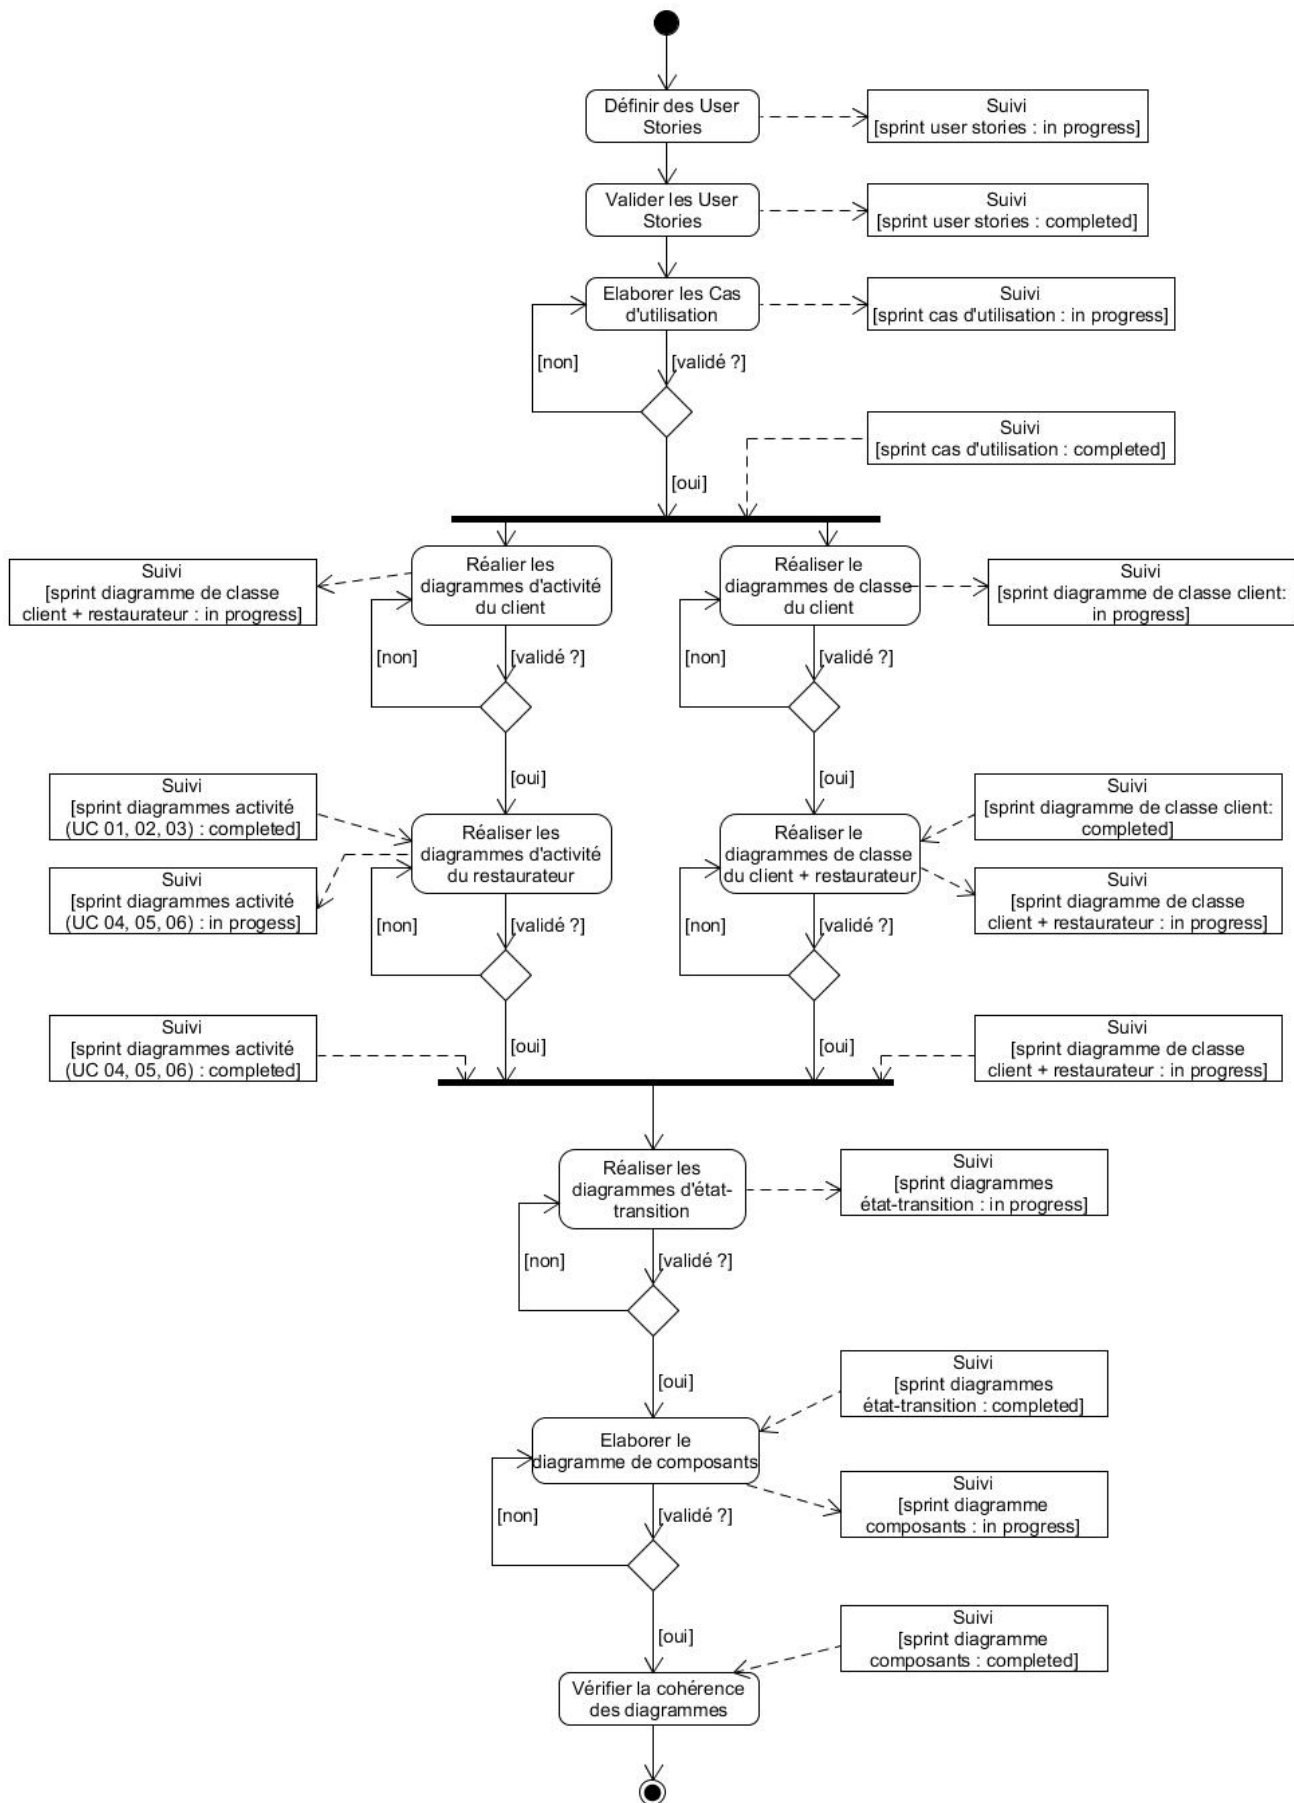 Définir des User
Stories
Suivi
[sprint user stories : in progress]
Valider les User
Stories
Suivi
[sprint user stories : completed]
Elaborer les Cas
d'utilisation
Suivi
[sprint cas d'utilisation : in progress]
[non]
[validé ?]
Suivi
[sprint cas d'utilisation : completed]
[oui]
Suivi
[sprint diagramme de classe
client + restaurateur : in progress]
Réalier les
diagrammes d'activité
du client
Réaliser le
diagrammes de classe
du client
Suivi
[sprint diagramme de classe client:
in progress]
[non]
[validé ?]
[non]
[validé ?]
[oui]
[oui]
Suivi
[sprint diagrammes activité
(UC 01, 02, 03) : completed]
Réaliser les
diagrammes d'activité
du restaurateur
Réaliser le
diagrammes de classe
du client + restaurateur
Suivi
[sprint diagramme de classe client:
completed]
Suivi
[sprint diagrammes activité
(UC 04, 05, 06) : in progess]
Suivi
[sprint diagramme de classe
client + restaurateur : in progress]
[non]
[validé ?]
[non]
[validé ?]
Suivi
[sprint diagrammes activité
(UC 04, 05, 06) : completed]
[oui]
[oui]
Suivi
[sprint diagramme de classe
client + restaurateur : in progress]
Réaliser les
diagrammes d'état-
transition
Suivi
[sprint diagrammes
état-transition : in progress]
[non]
[validé ?]
[oui]
Suivi
[sprint diagrammes
état-transition : completed]
Elaborer le
diagramme de composants
Suivi
[sprint diagramme
composants : in progress]
[non]
[validé ?]
[oui]
Suivi
[sprint diagramme
composants : completed]
Vérifier la cohérence
des diagrammes